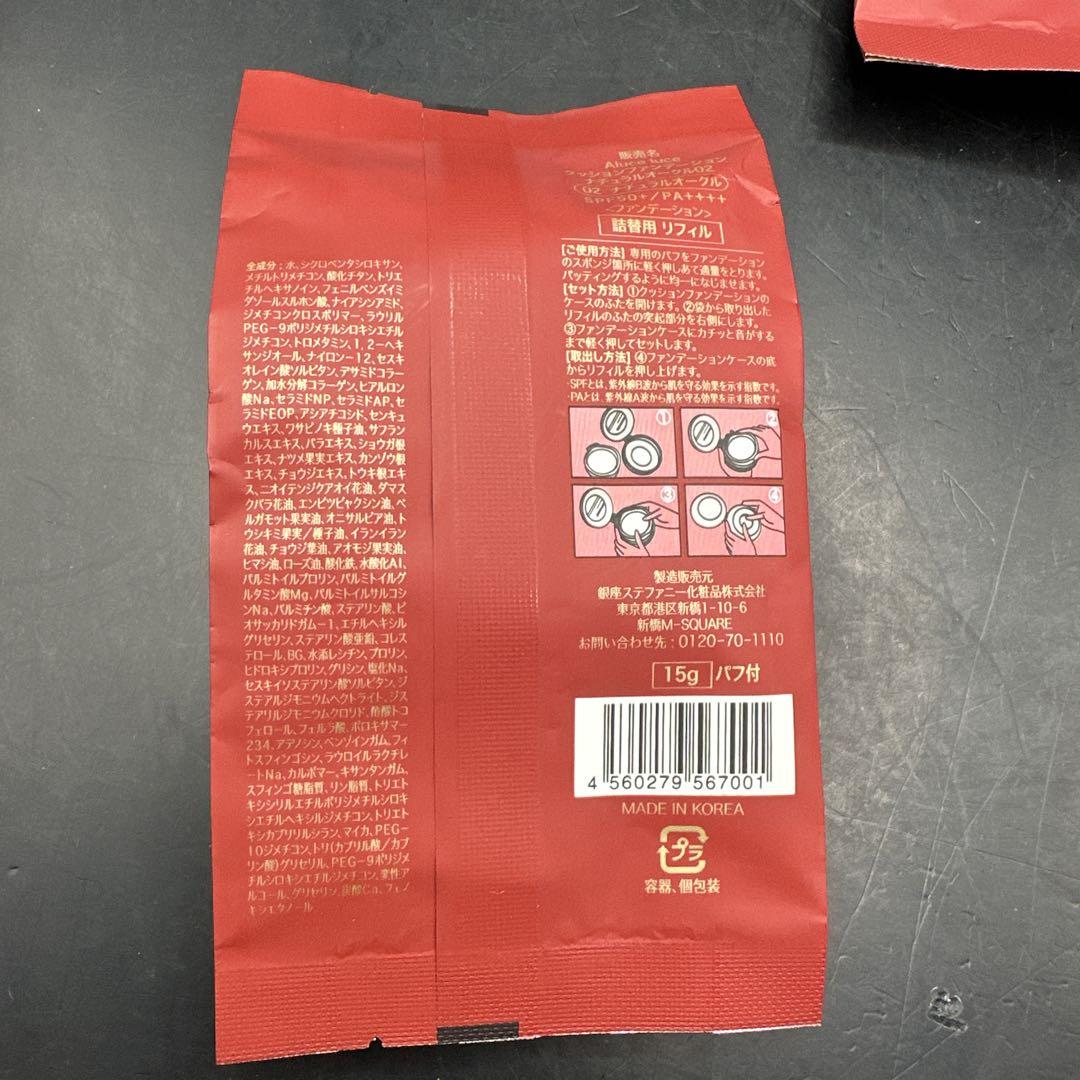 全成分:水、シクロペンタシロキサン、
メチルトリメチコン、酸化チタン、トリエ
チルヘキサノイン、フェニルベンズイミ
ダゾールスルホン酸、ナイアシンアミド、
ジメチコンクロスポリマー、ラウリル
PEG-9ポリジメチルシロキシエチル
ジメチコン、トロメタミン、1,2-ヘキ
サンジオール、ナイロン-12、セスキ
オレイン酸ソルビタン、デサミドコラー
ゲン、加水分解コラーゲン、ヒアルロン
酸Na、セラミドNP、セラミドAP、セ
ラミドEOP、アシアチコシド、センキュ
ウエキス、ワサビノキ種子油、サフラン
カルスエキス、バラエキス、ショウガ根
エキス、ナツメ果実エキス、カンゾウ根
エキス、チョウジエキス、トウキ根エキ
ス、ニオイテンジクアオイ花油、ダマス
クバラ花油、エンピツビャクシン油、ベ
ルガモット果実油、オニサルビア油、ト
ウシキミ果実/種子油、イランイラン
花油、チョウジ葉油、アオモジ果実油、
ヒマシ油、ローズ油、酸化鉄、水酸化Al、
パルミトイルプロリン、パルミトイルグ
ルタミン酸Mg、パルミトイルサルコシ
ンNa、パルミチン酸、ステアリン酸、ビ
オサッカリドガム-1、エチルヘキシル
グリセリン、ステアリン酸亜鉛、コレス
テロール、BG、水添レシチン、プロリン、
ヒドロキシプロリン、グリシン、塩化Na、
セスキイソステアリン酸ソルビタン、ジ
ステアルジモニウムヘクトライト、ジス
テアリルジモニウムクロリド、酢酸トコ
フェロール、フェルラ酸、ポロキサマー
234、アデノシン、ベンゾインガム、フィ
トスフィンゴシン、ラウロイルラクチレ
ートNa、カルボマー、キサンタンガム、
スフィンゴ糖脂質、リン脂質、トリエト
キシシリルエチルポリジメチルシロキ
シエチルヘキシルジメチコン、トリエト
キシカプリリルシラン、マイカ、PEG-
10ジメチコン、トリ(カプリル酸/カプ
リン酸)グリセリル、PEG-9ポリジメ
チルシロキシエチルジメチコン、変性ア
ルコール、グリセリン、炭酸Ca、フェノ
キシエタノール
販売名
Aluce luce
クッションファンデーション
ナチュラルオークル02
02 ナチュラルオークル
SPF50+/PA++++
<ファンデーション>
詰替用 リフィル
[ご使用方法] 専用のパフをファンデーション
のスポンジ箇所に軽く押しあて適量をとります。
パッティングするように均一になじませます。
[セット方法] ①クッションファンデーションの
ケースのふたを開けます。②袋から取り出した
リフィルのふたの突起部分を右側にします。
③ファンデーションケースにカチッと音がする
まで軽く押してセットします。
[取出し方法] ④ファンデーションケースの底
からリフィルを押し上げます。
・SPFとは、紫外線B波から肌を守る効果を示す指数です。
・PAとは、紫外線A波から肌を守る効果を示す指数です。
① ②
③ ④
製造販売元
銀座ステファニー化粧品株式会社
東京都港区新橋1-10-6
新橋M-SQUARE
お問い合わせ先:0120-70-1110
15g パフ付
4 560279 567001
MADE IN KOREA
プラ
容器、個包装